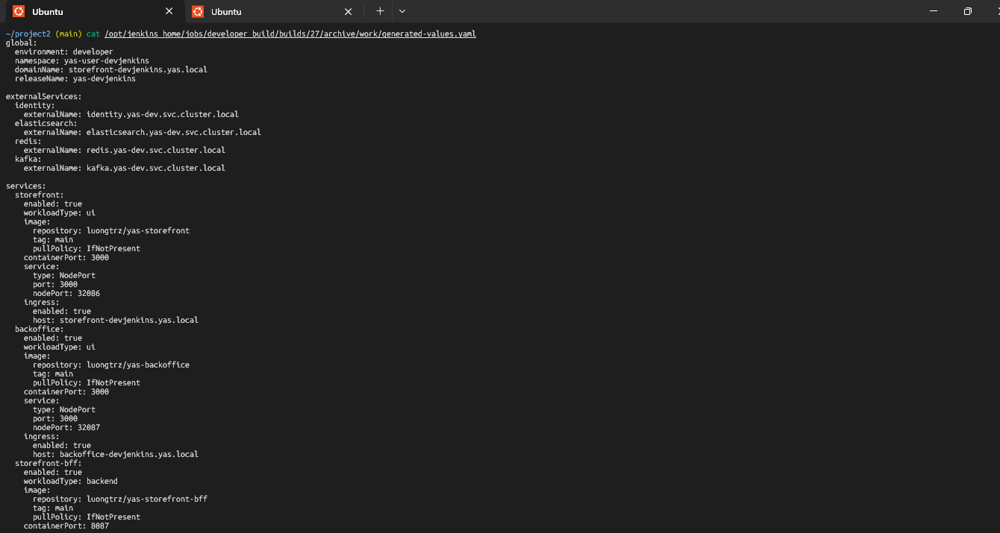 Ubuntu
Ubuntu
~/project2 (main) cat /opt/jenkins_home/jobs/developer_build/builds/27/archive/work/generated-values.yaml
global:
  environment: developer
  namespace: yas-user-devjenkins
  domainName: storefront-devjenkins.yas.local
  releaseName: yas-devjenkins

externalServices:
  identity:
    externalName: identity.yas-dev.svc.cluster.local
  elasticsearch:
    externalName: elasticsearch.yas-dev.svc.cluster.local
  redis:
    externalName: redis.yas-dev.svc.cluster.local
  kafka:
    externalName: kafka.yas-dev.svc.cluster.local

services:
  storefront:
    enabled: true
    workloadType: ui
    image:
      repository: luongtrz/yas-storefront
      tag: main
      pullPolicy: IfNotPresent
    containerPort: 3000
    service:
      type: NodePort
      port: 3000
      nodePort: 32086
    ingress:
      enabled: true
      host: storefront-devjenkins.yas.local
  backoffice:
    enabled: true
    workloadType: ui
    image:
      repository: luongtrz/yas-backoffice
      tag: main
      pullPolicy: IfNotPresent
    containerPort: 3000
    service:
      type: NodePort
      port: 3000
      nodePort: 32087
    ingress:
      enabled: true
      host: backoffice-devjenkins.yas.local
  storefront-bff:
    enabled: true
    workloadType: backend
    image:
      repository: luongtrz/yas-storefront-bff
      tag: main
      pullPolicy: IfNotPresent
    containerPort: 8087